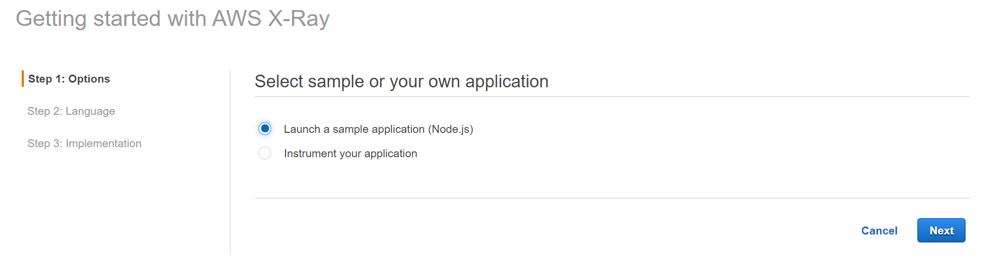 Getting started with AWS X-Ray
Step 1: Options
Step 2: Language
Step 3: Implementation
Select sample or your own application
Launch a sample application (Node.js)
Instrument your application
Cancel
Next